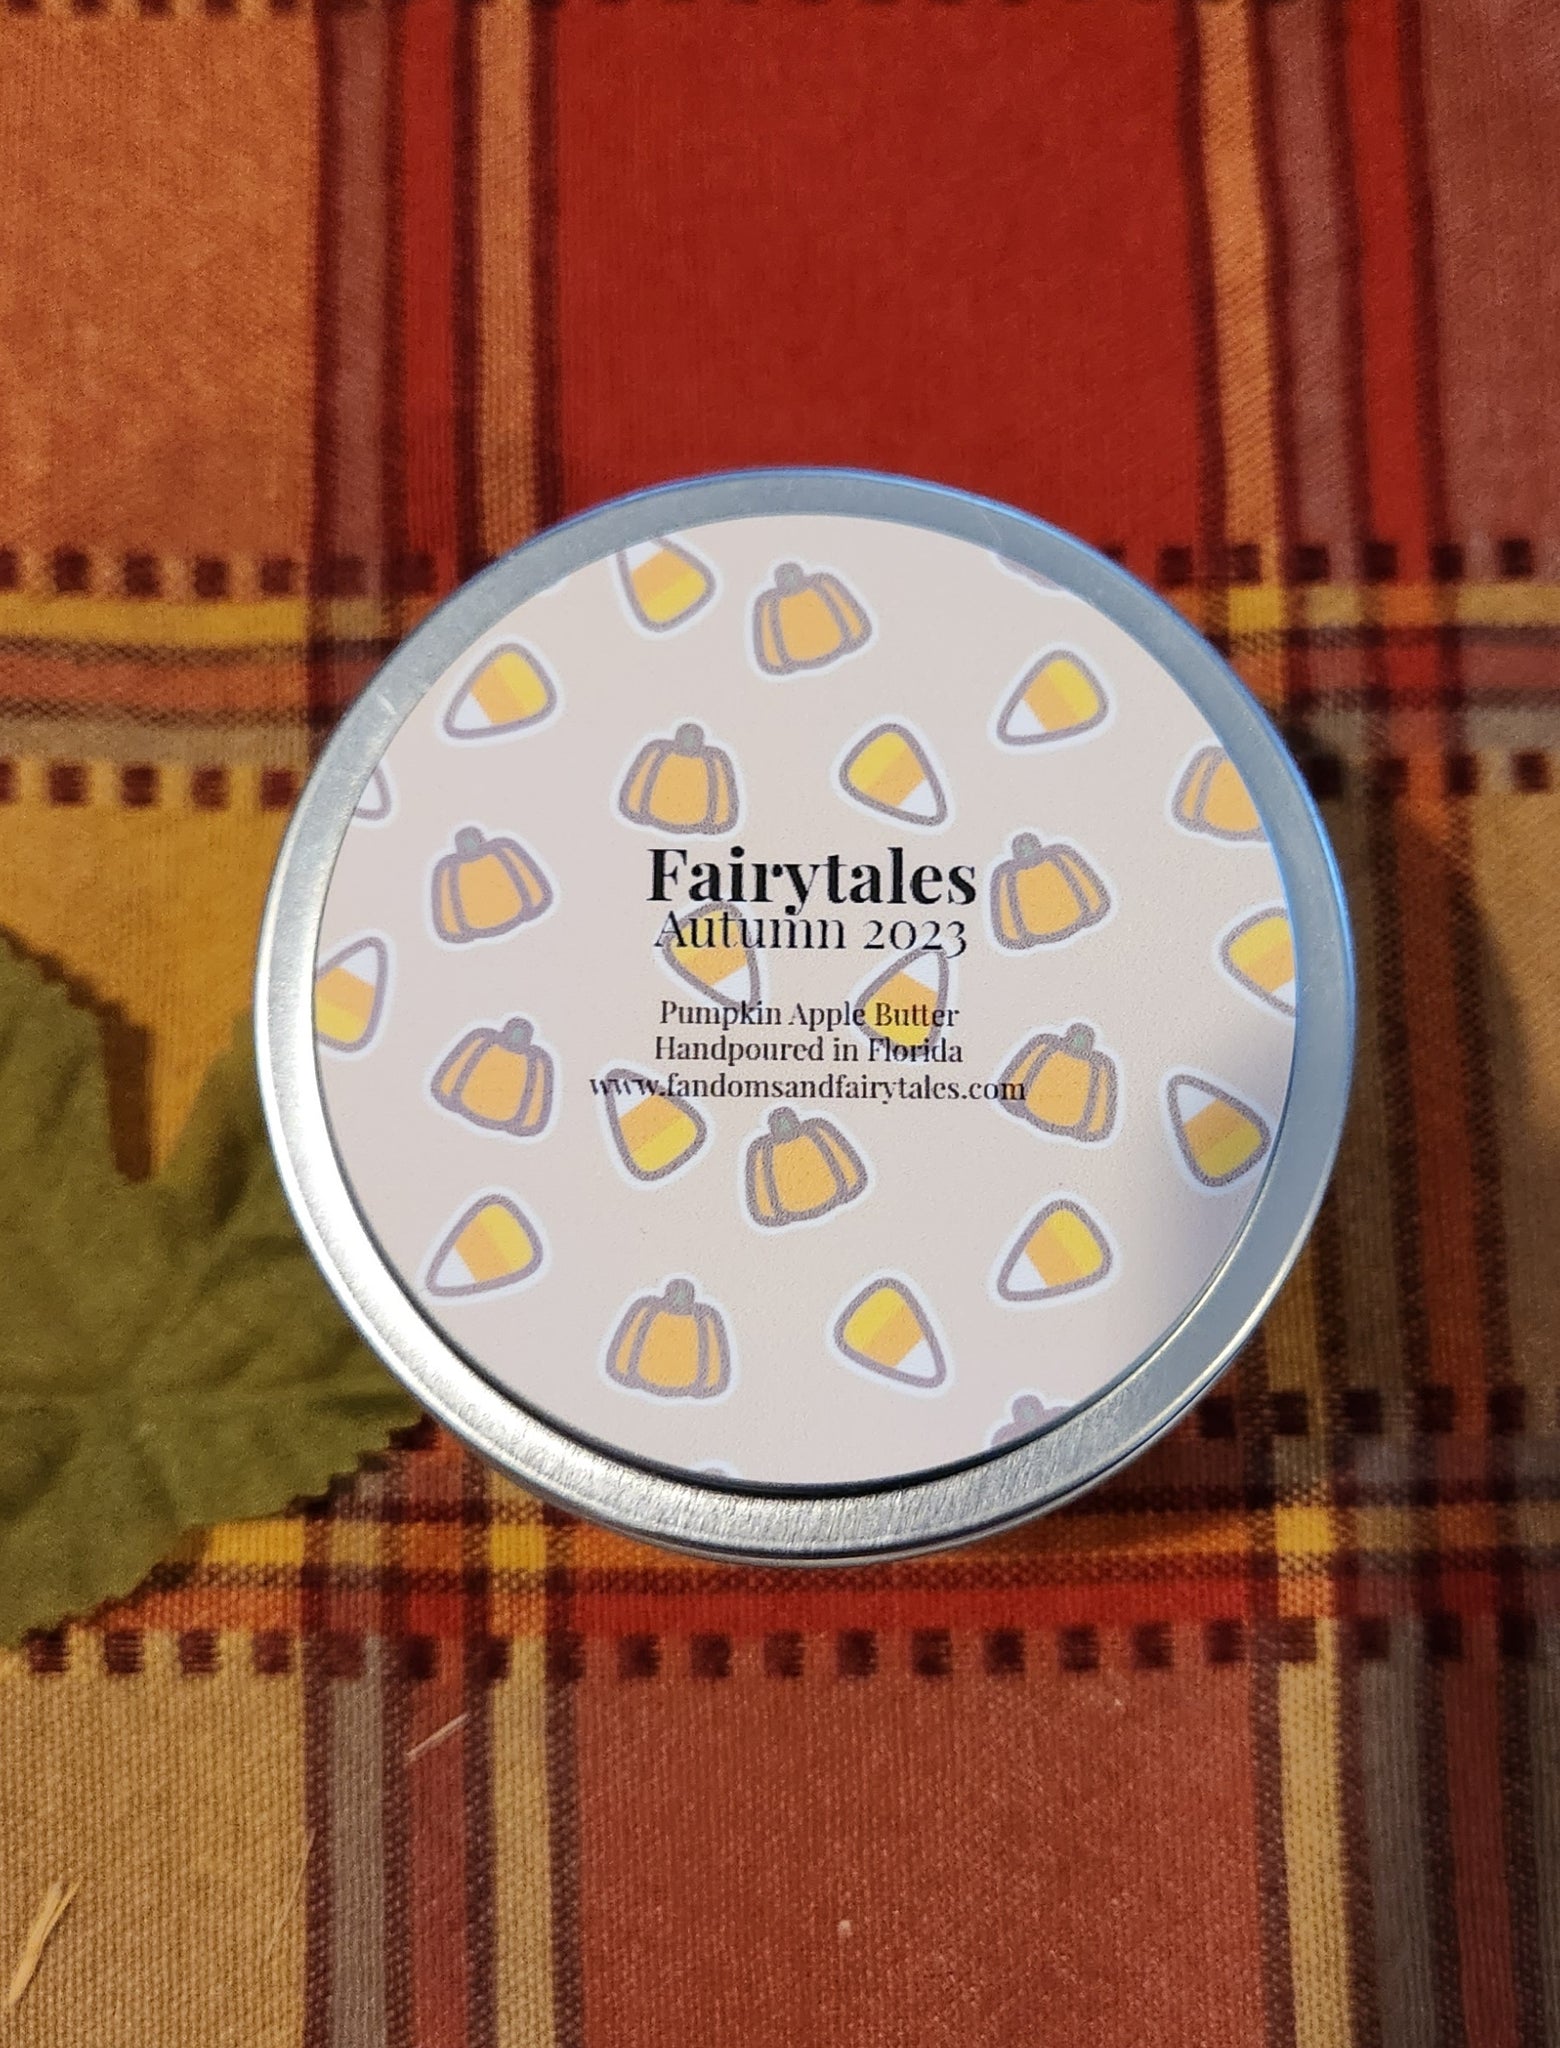 Fairytales
Autumn 2023
Pumpkin Apple Butter
Handpoured in Florida
www.fandomsandfairytales.com